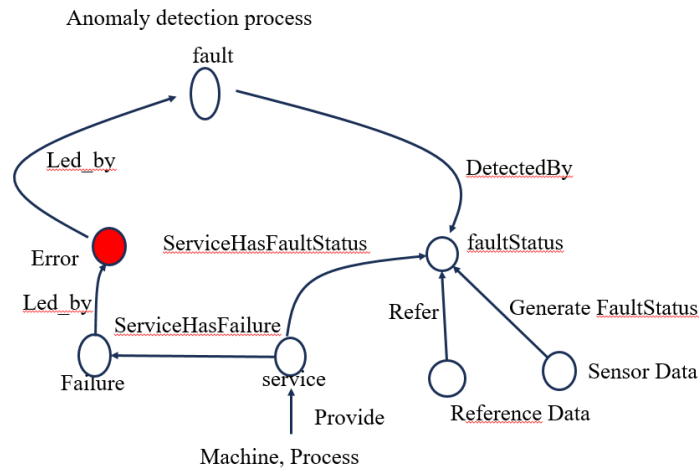 Anomaly detection process
fault
Led_by
DetectedBy
ServiceHasFaultStatus
faultStatus
Error
Led_by
Refer
Generate FaultStatus
ServiceHasFailure
Failure
service
Sensor Data
Reference Data
Provide
Machine, Process